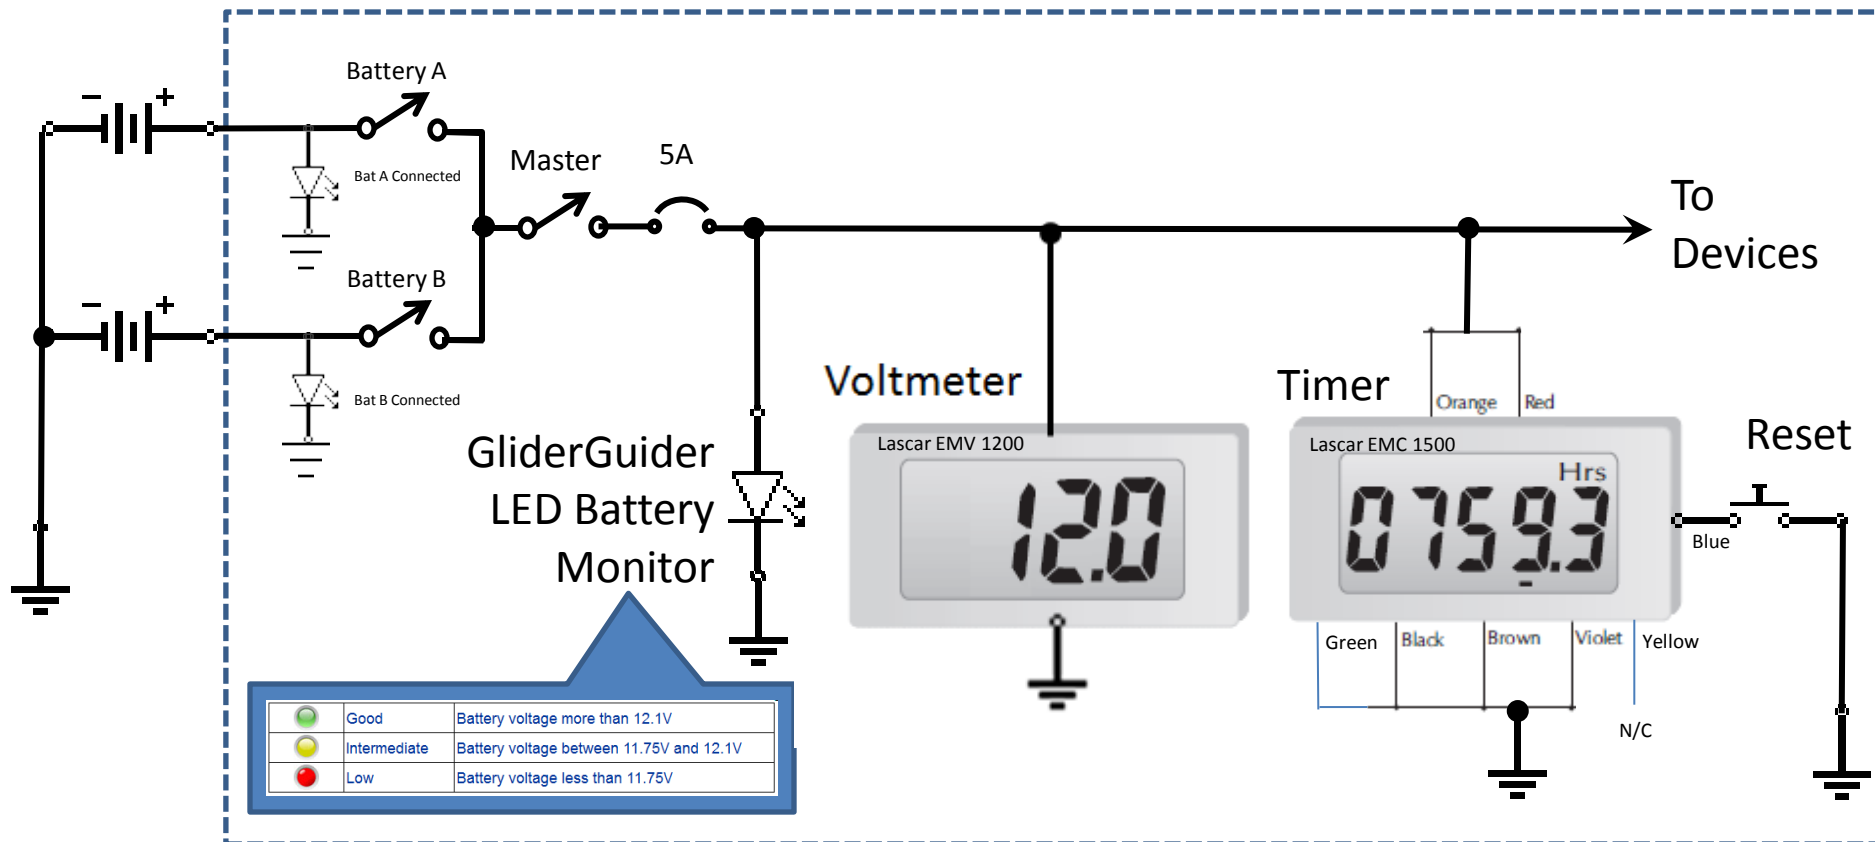 Battery A
− +
Bat A Connected
Master
5A
To
Devices
Battery B
− +
Bat B Connected
Voltmeter
Lascar EMV 1200
12.0
Timer
Orange
Red
Lascar EMC 1500
Hrs
0759.3
Reset
Blue
Green
Black
Brown
Violet
Yellow
N/C
GliderGuider
LED Battery
Monitor
Good Battery voltage more than 12.1V
Intermediate Battery voltage between 11.75V and 12.1V
Low Battery voltage less than 11.75V